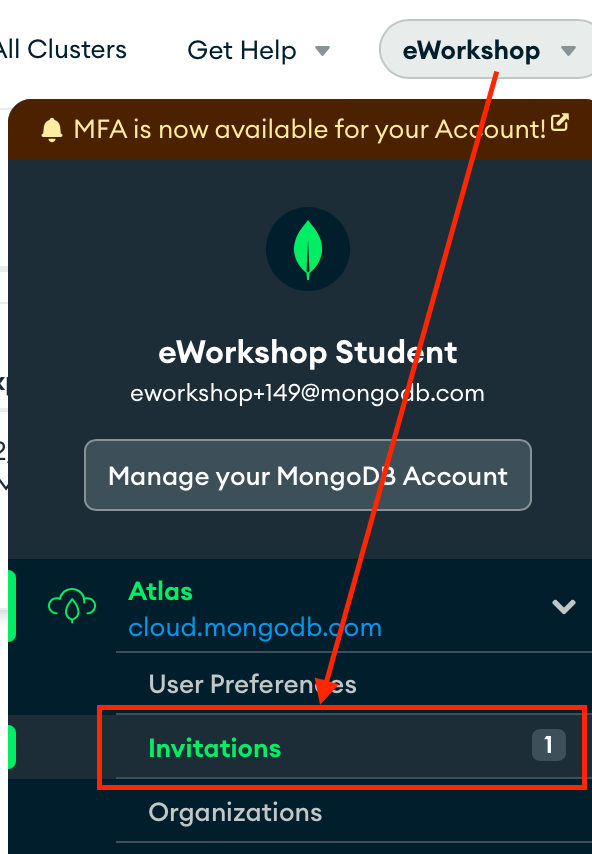 All Clusters
Get Help
eWorkshop
MFA is now available for your Account!
eWorkshop Student
eworkshop+149@mongodb.com
Manage your MongoDB Account
Atlas
cloud.mongodb.com
User Preferences
Invitations
1
Organizations